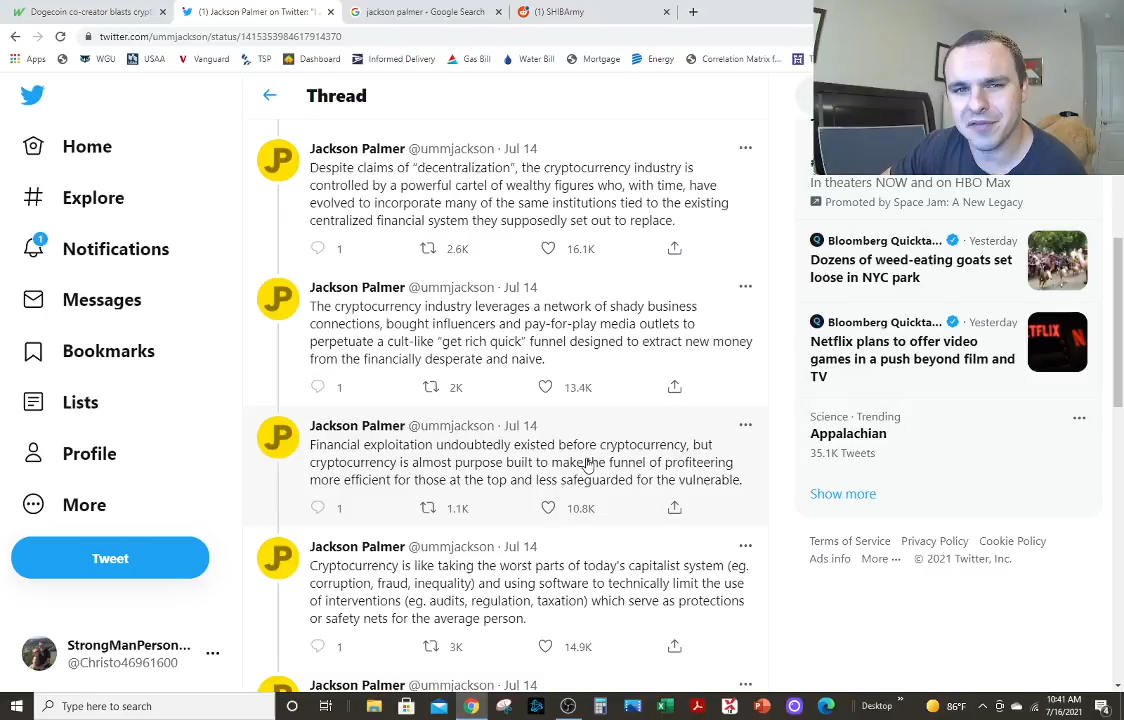 Dogecoin co-creator blasts crypt
(1) Jackson Palmer on Twitter: "I
jackson palmer - Google Search
(1) SHIBArmy
twitter.com/ummjackson/status/1415353984617914370
Apps
WGU
USAA
Vanguard
TSP
Dashboard
Informed Delivery
Gas Bill
Water Bill
Mortgage
Energy
Correlation Matrix f...
Home
Explore
1
Notifications
Messages
Bookmarks
Lists
Profile
More
Tweet
StrongManPerson...
@Christo46961600
Thread
Jackson Palmer @ummjackson · Jul 14
Despite claims of “decentralization”, the cryptocurrency industry is
controlled by a powerful cartel of wealthy figures who, with time, have
evolved to incorporate many of the same institutions tied to the existing
centralized financial system they supposedly set out to replace.
1 2.6K 16.1K
Jackson Palmer @ummjackson · Jul 14
The cryptocurrency industry leverages a network of shady business
connections, bought influencers and pay-for-play media outlets to
perpetuate a cult-like “get rich quick” funnel designed to extract new money
from the financially desperate and naive.
1 2K 13.4K
Jackson Palmer @ummjackson · Jul 14
Financial exploitation undoubtedly existed before cryptocurrency, but
cryptocurrency is almost purpose built to make the funnel of profiteering
more efficient for those at the top and less safeguarded for the vulnerable.
1 1.1K 10.8K
Jackson Palmer @ummjackson · Jul 14
Cryptocurrency is like taking the worst parts of today's capitalist system (eg.
corruption, fraud, inequality) and using software to technically limit the use
of interventions (eg. audits, regulation, taxation) which serve as protections
or safety nets for the average person.
1 3K 14.9K
Jackson Palmer @ummjackson · Jul 14
In theaters NOW and on HBO Max
Promoted by Space Jam: A New Legacy
Bloomberg Quickta... · Yesterday
Dozens of weed-eating goats set
loose in NYC park
Bloomberg Quickta... · Yesterday
Netflix plans to offer video
games in a push beyond film and
TV
Science · Trending
Appalachian
35.1K Tweets
Show more
Terms of Service Privacy Policy Cookie Policy
Ads info More ··· © 2021 Twitter, Inc.
Type here to search
Desktop
86°F
10:41 AM
7/16/2021